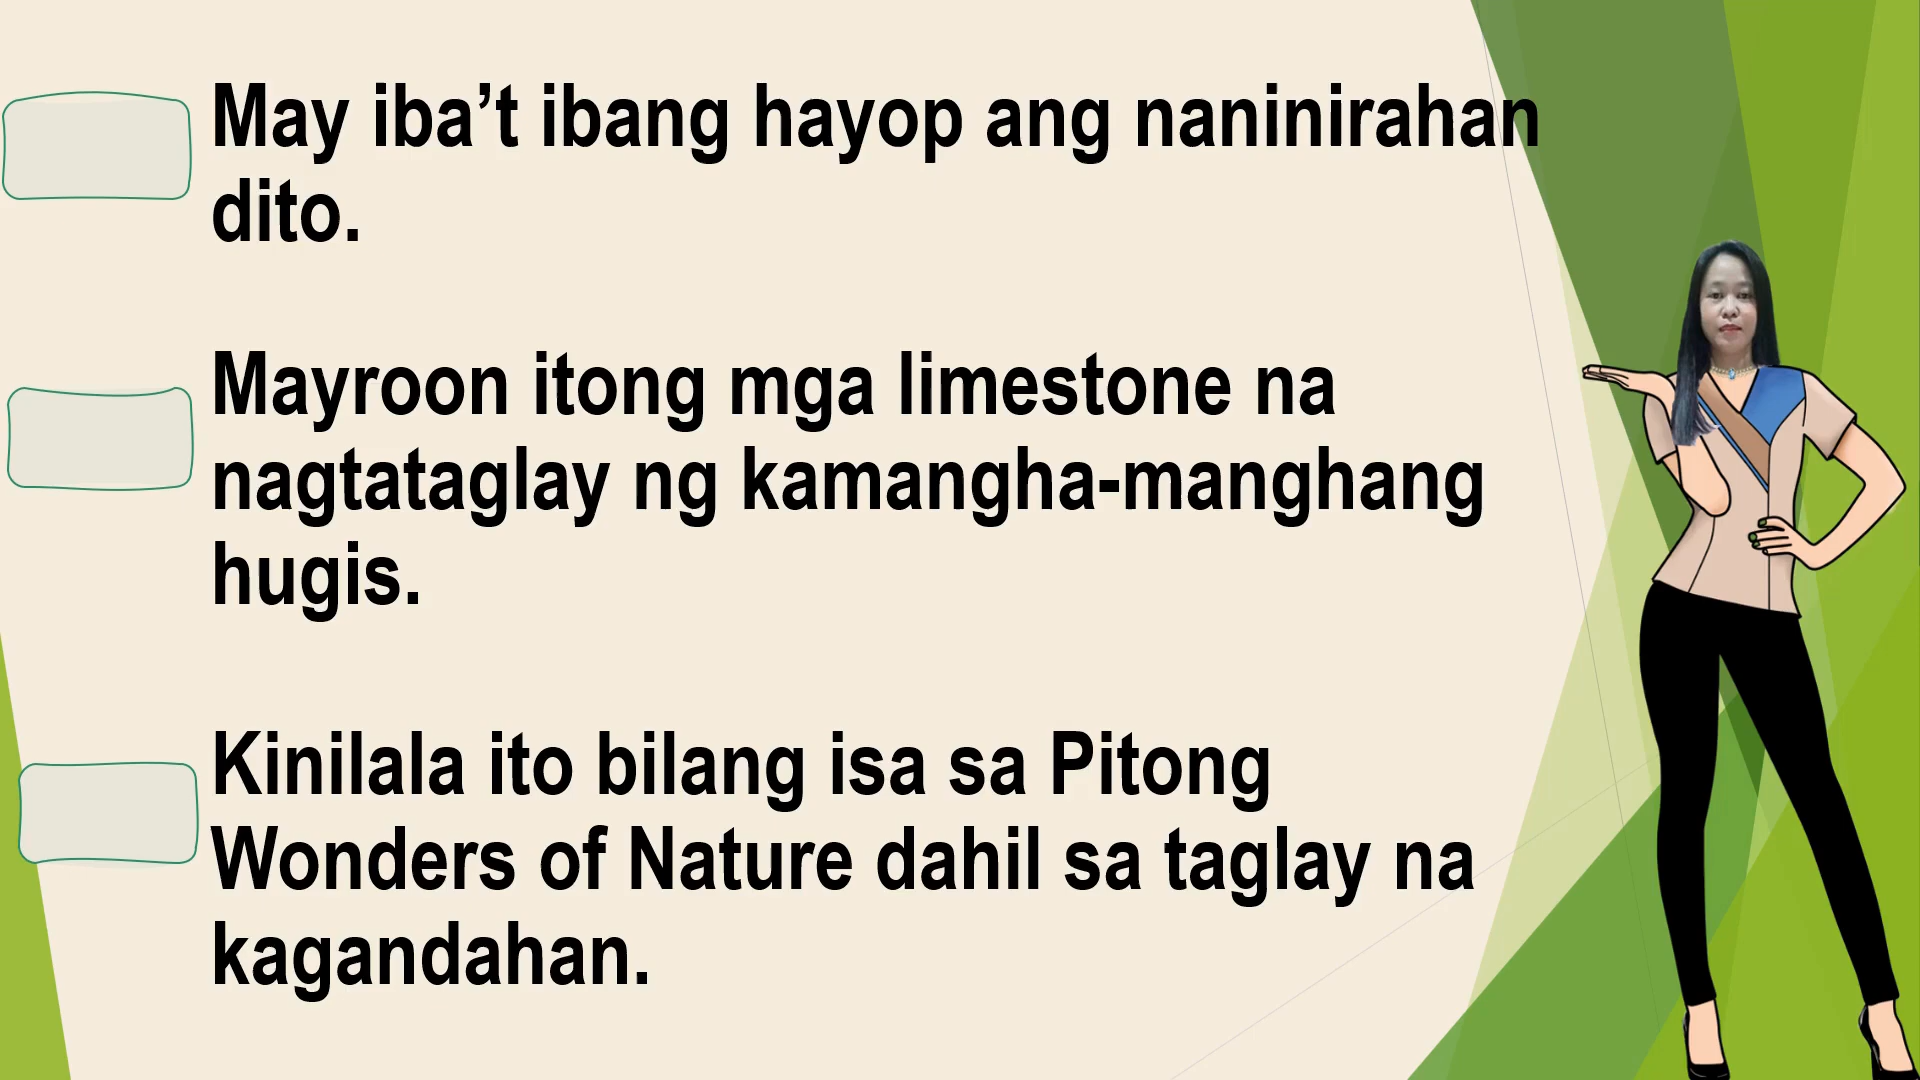 May iba’t ibang hayop ang naninirahan
dito.
Mayroon itong mga limestone na
nagtataglay ng kamangha-manghang
hugis.
Kinilala ito bilang isa sa Pitong
Wonders of Nature dahil sa taglay na
kagandahan.